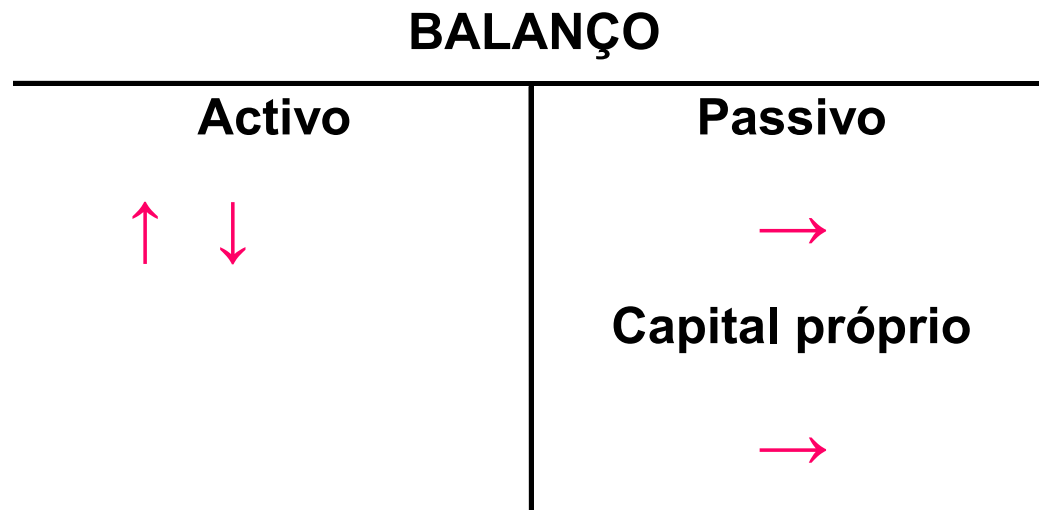 BALANÇO
Activo
Passivo
↑ ↓
→
Capital próprio
→